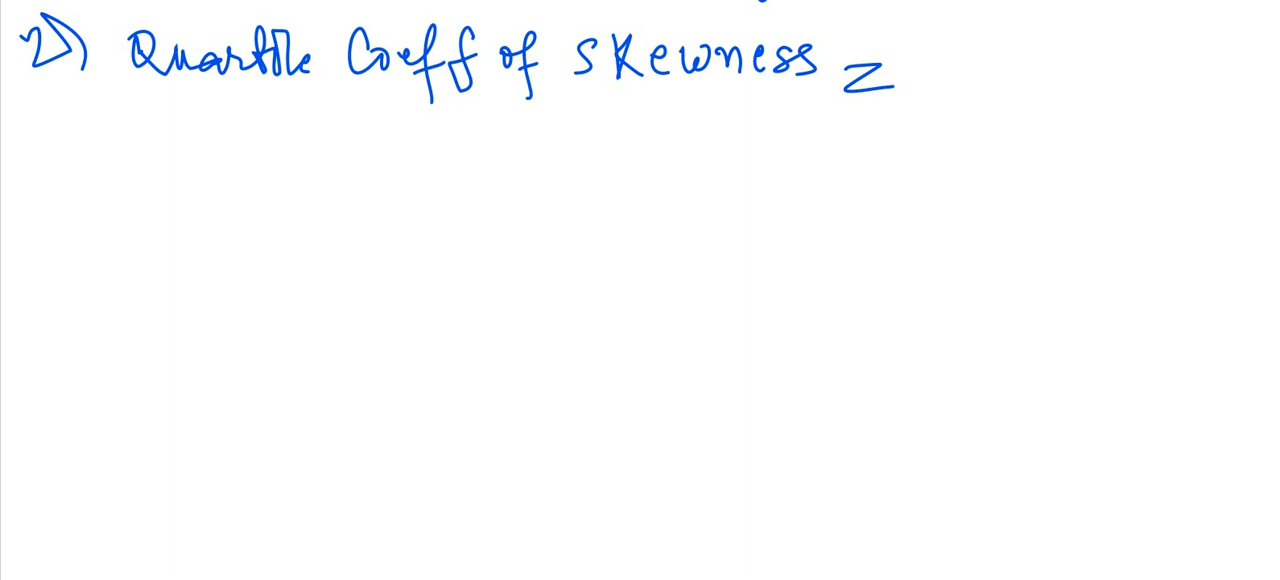 2) Quartile Coeff of skewness =